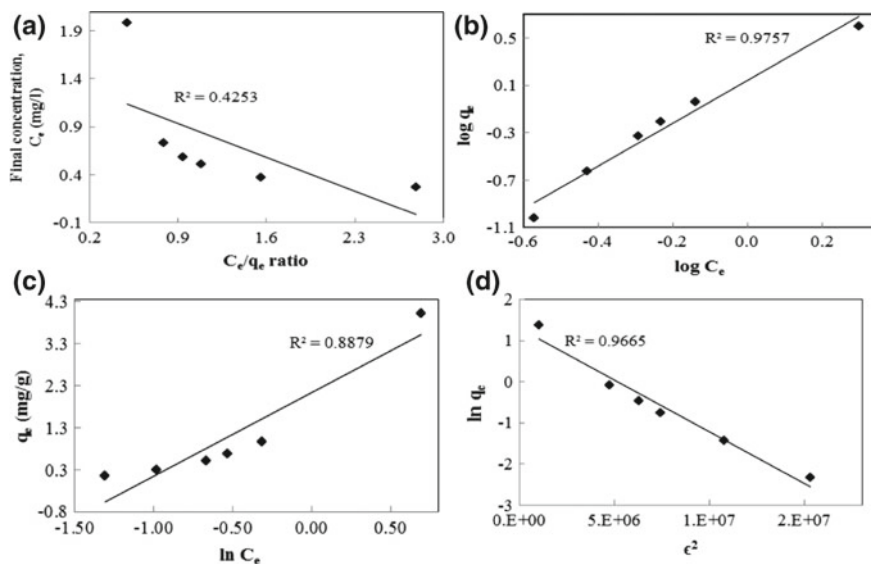 (a)
1.9
1.4
0.9
0.4
-0.1
Final concentration,
Cₑ (mg/l)
R² = 0.4253
0.2 0.9 1.6 2.3 3.0
Cₑ/qₑ ratio
(b)
0.5
0.1
-0.3
-0.7
-1.1
log qₑ
R² = 0.9757
-0.6 -0.4 -0.2 0.0 0.2
log Cₑ
(c)
4.3
3.3
2.3
1.3
0.3
-0.8
qₑ (mg/g)
R² = 0.8879
-1.50 -1.00 -0.50 0.00 0.50
ln Cₑ
(d)
2
1
0
-1
-2
-3
ln qₑ
R² = 0.9665
0.E+00 5.E+06 1.E+07 2.E+07
ϵ²